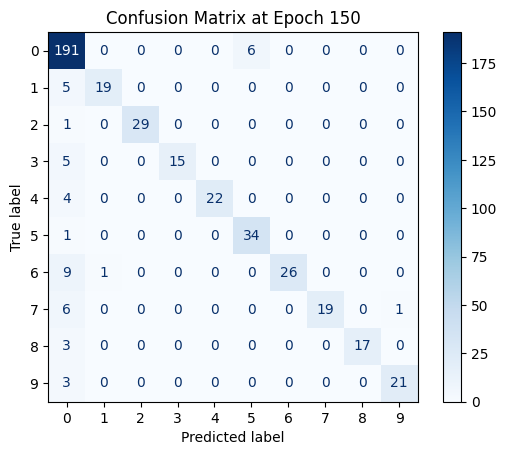 Confusion Matrix at Epoch 150
0 191 0 0 0 0 6 0 0 0 0
1 5 19 0 0 0 0 0 0 0 0
2 1 0 29 0 0 0 0 0 0 0
3 5 0 0 15 0 0 0 0 0 0
4 4 0 0 0 22 0 0 0 0 0
5 1 0 0 0 0 34 0 0 0 0
6 9 1 0 0 0 0 26 0 0 0
7 6 0 0 0 0 0 0 19 0 1
8 3 0 0 0 0 0 0 0 17 0
9 3 0 0 0 0 0 0 0 0 21
0 1 2 3 4 5 6 7 8 9
Predicted label
True label
175
150
125
100
75
50
25
0